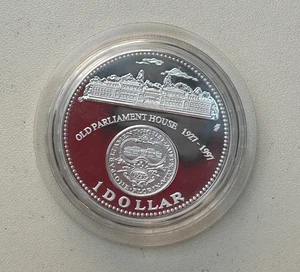 OLD PARLIAMENT HOUSE 1927-1997
1 DOLLAR